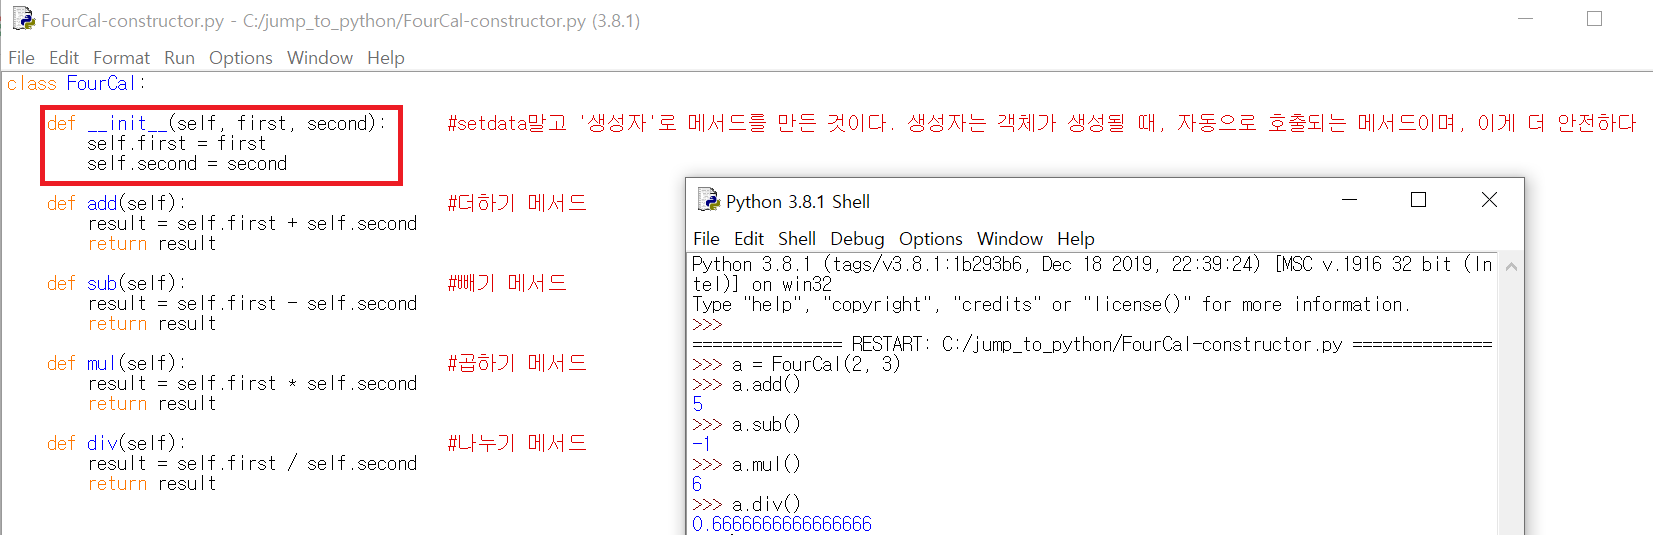 FourCal-constructor.py - C:/jump_to_python/FourCal-constructor.py (3.8.1)
File Edit Format Run Options Window Help
class FourCal:
def __init__(self, first, second): #setdata말고 '생성자'로 메서드를 만든 것이다. 생성자는 객체가 생성될 때, 자동으로 호출되는 메서드이며, 이게 더 안전하다
self.first = first
self.second = second
def add(self): #더하기 메서드
result = self.first + self.second
return result
def sub(self): #빼기 메서드
result = self.first - self.second
return result
def mul(self): #곱하기 메서드
result = self.first * self.second
return result
def div(self): #나누기 메서드
result = self.first / self.second
return result
Python 3.8.1 Shell
File Edit Shell Debug Options Window Help
Python 3.8.1 (tags/v3.8.1:1b293b6, Dec 18 2019, 22:39:24) [MSC v.1916 32 bit (In
tel)] on win32
Type "help", "copyright", "credits" or "license()" for more information.
>>>
=============== RESTART: C:/jump_to_python/FourCal-constructor.py ==============
>>> a = FourCal(2, 3)
>>> a.add()
5
>>> a.sub()
-1
>>> a.mul()
6
>>> a.div()
0.6666666666666666